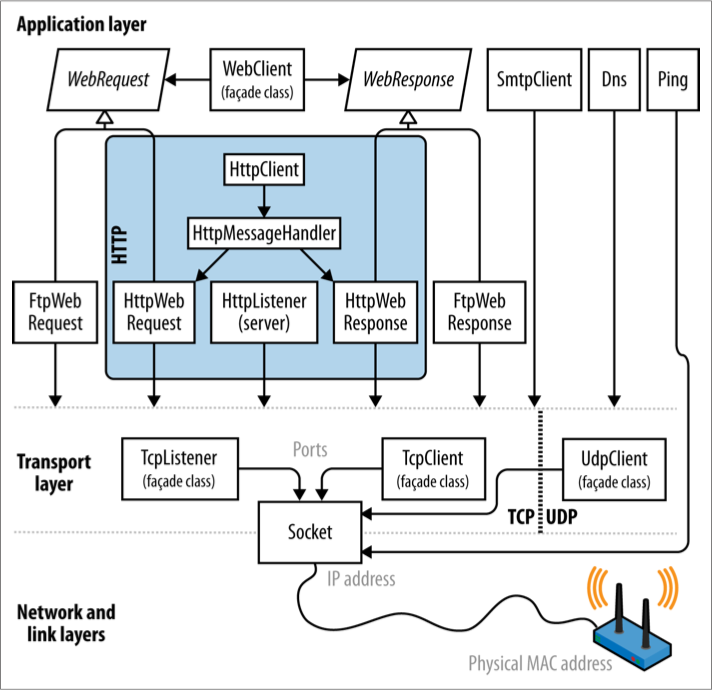 Application layer
WebRequest
WebClient
(façade class)
WebResponse
SmtpClient
Dns
Ping
HTTP
HttpClient
HttpMessageHandler
FtpWeb
Request
HttpWeb
Request
HttpListener
(server)
HttpWeb
Response
FtpWeb
Response
Transport
layer
TcpListener
(façade class)
Ports
TcpClient
(façade class)
UdpClient
(façade class)
TCP
UDP
Socket
IP address
Network and
link layers
Physical MAC address